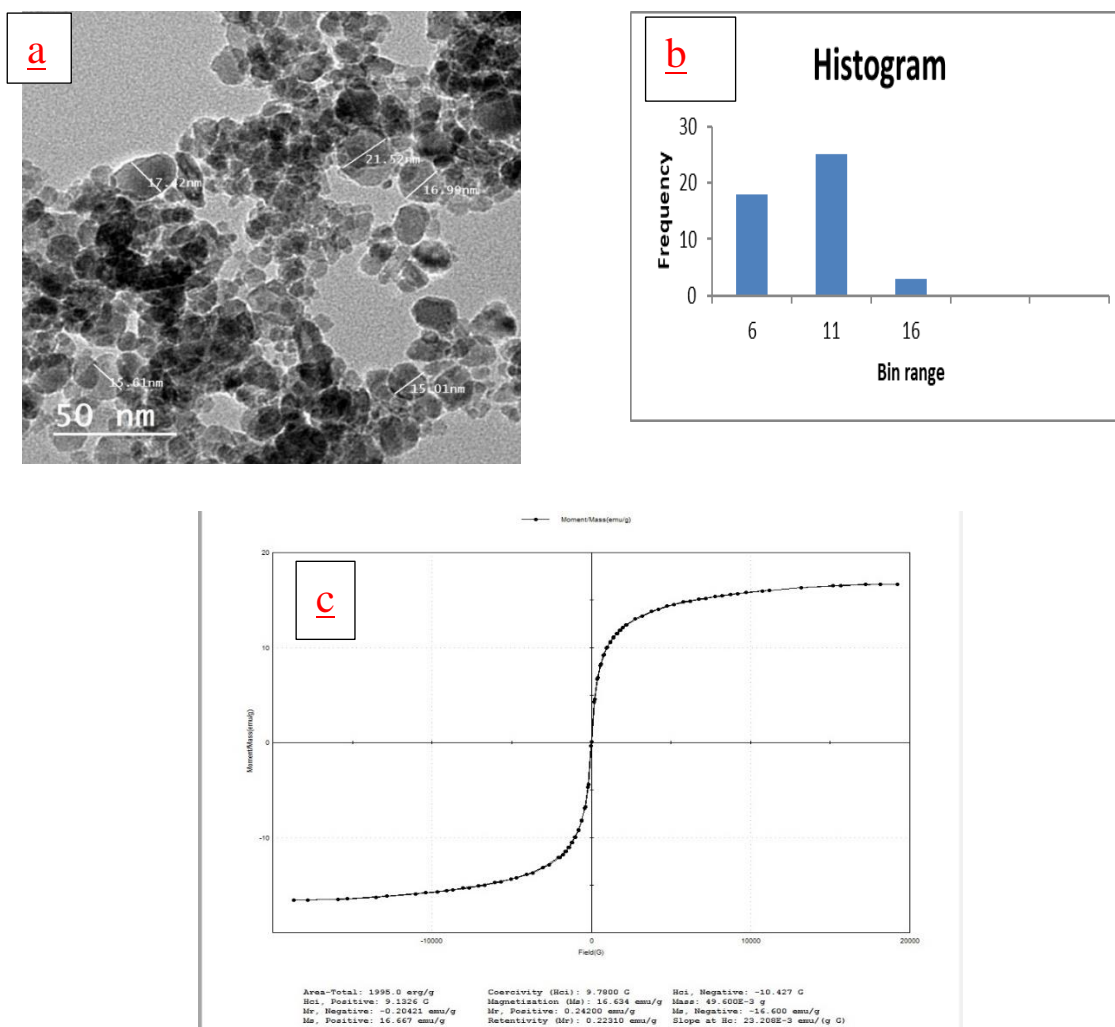 a
21.52nm
17.42nm
16.99nm
15.61nm
15.01nm
50 nm
b
Histogram
Frequency
30
20
10
0
6 11 16
Bin range
Moment/Mass(emu/g)
c
Moment/Mass(emu/g)
20
10
0
-10
-10000 0 10000 20000
Field(G)
Area-Total: 1995.0 erg/g Coercivity (Hci): 9.7800 G Hci, Negative: -10.427 G
Hci, Positive: 9.1326 G Magnetization (Ms): 16.634 emu/g Mass: 49.600E-3 g
Mr, Negative: -0.20421 emu/g Mr, Positive: 0.24200 emu/g Ms, Negative: -16.600 emu/g
Ms, Positive: 16.667 emu/g Retentivity (Mr): 0.22310 emu/g Slope at Hc: 23.208E-3 emu/(g G)